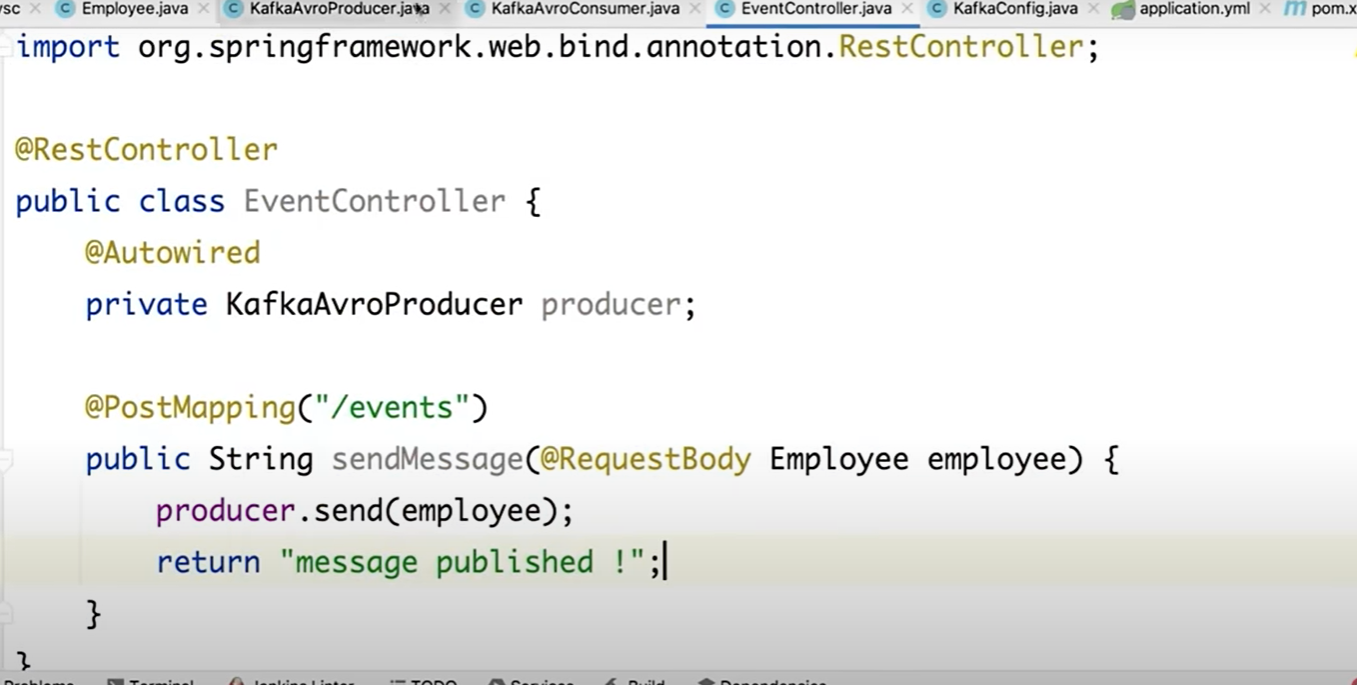 vsc Employee.java KafkaAvroProducer.java KafkaAvroConsumer.java EventController.java KafkaConfig.java application.yml pom.x
import org.springframework.web.bind.annotation.RestController;
@RestController
public class EventController {
@Autowired
private KafkaAvroProducer producer;
@PostMapping("/events")
public String sendMessage(@RequestBody Employee employee) {
producer.send(employee);
return "message published !";
}
}
Problems Terminal Jenkins Linter TODO Services Build Dependencies